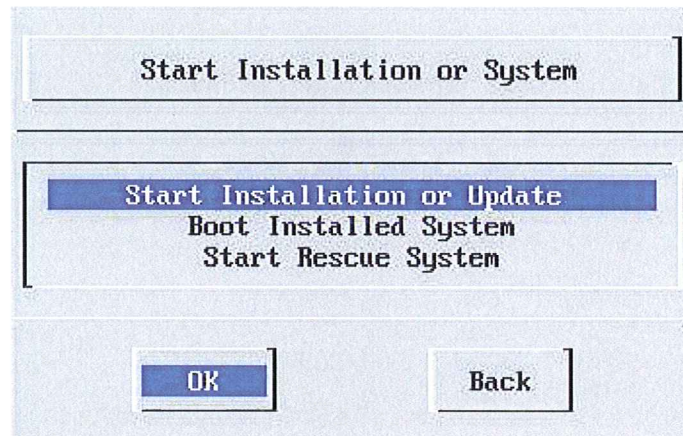 Start Installation or System
Start Installation or Update
Boot Installed System
Start Rescue System
OK
Back